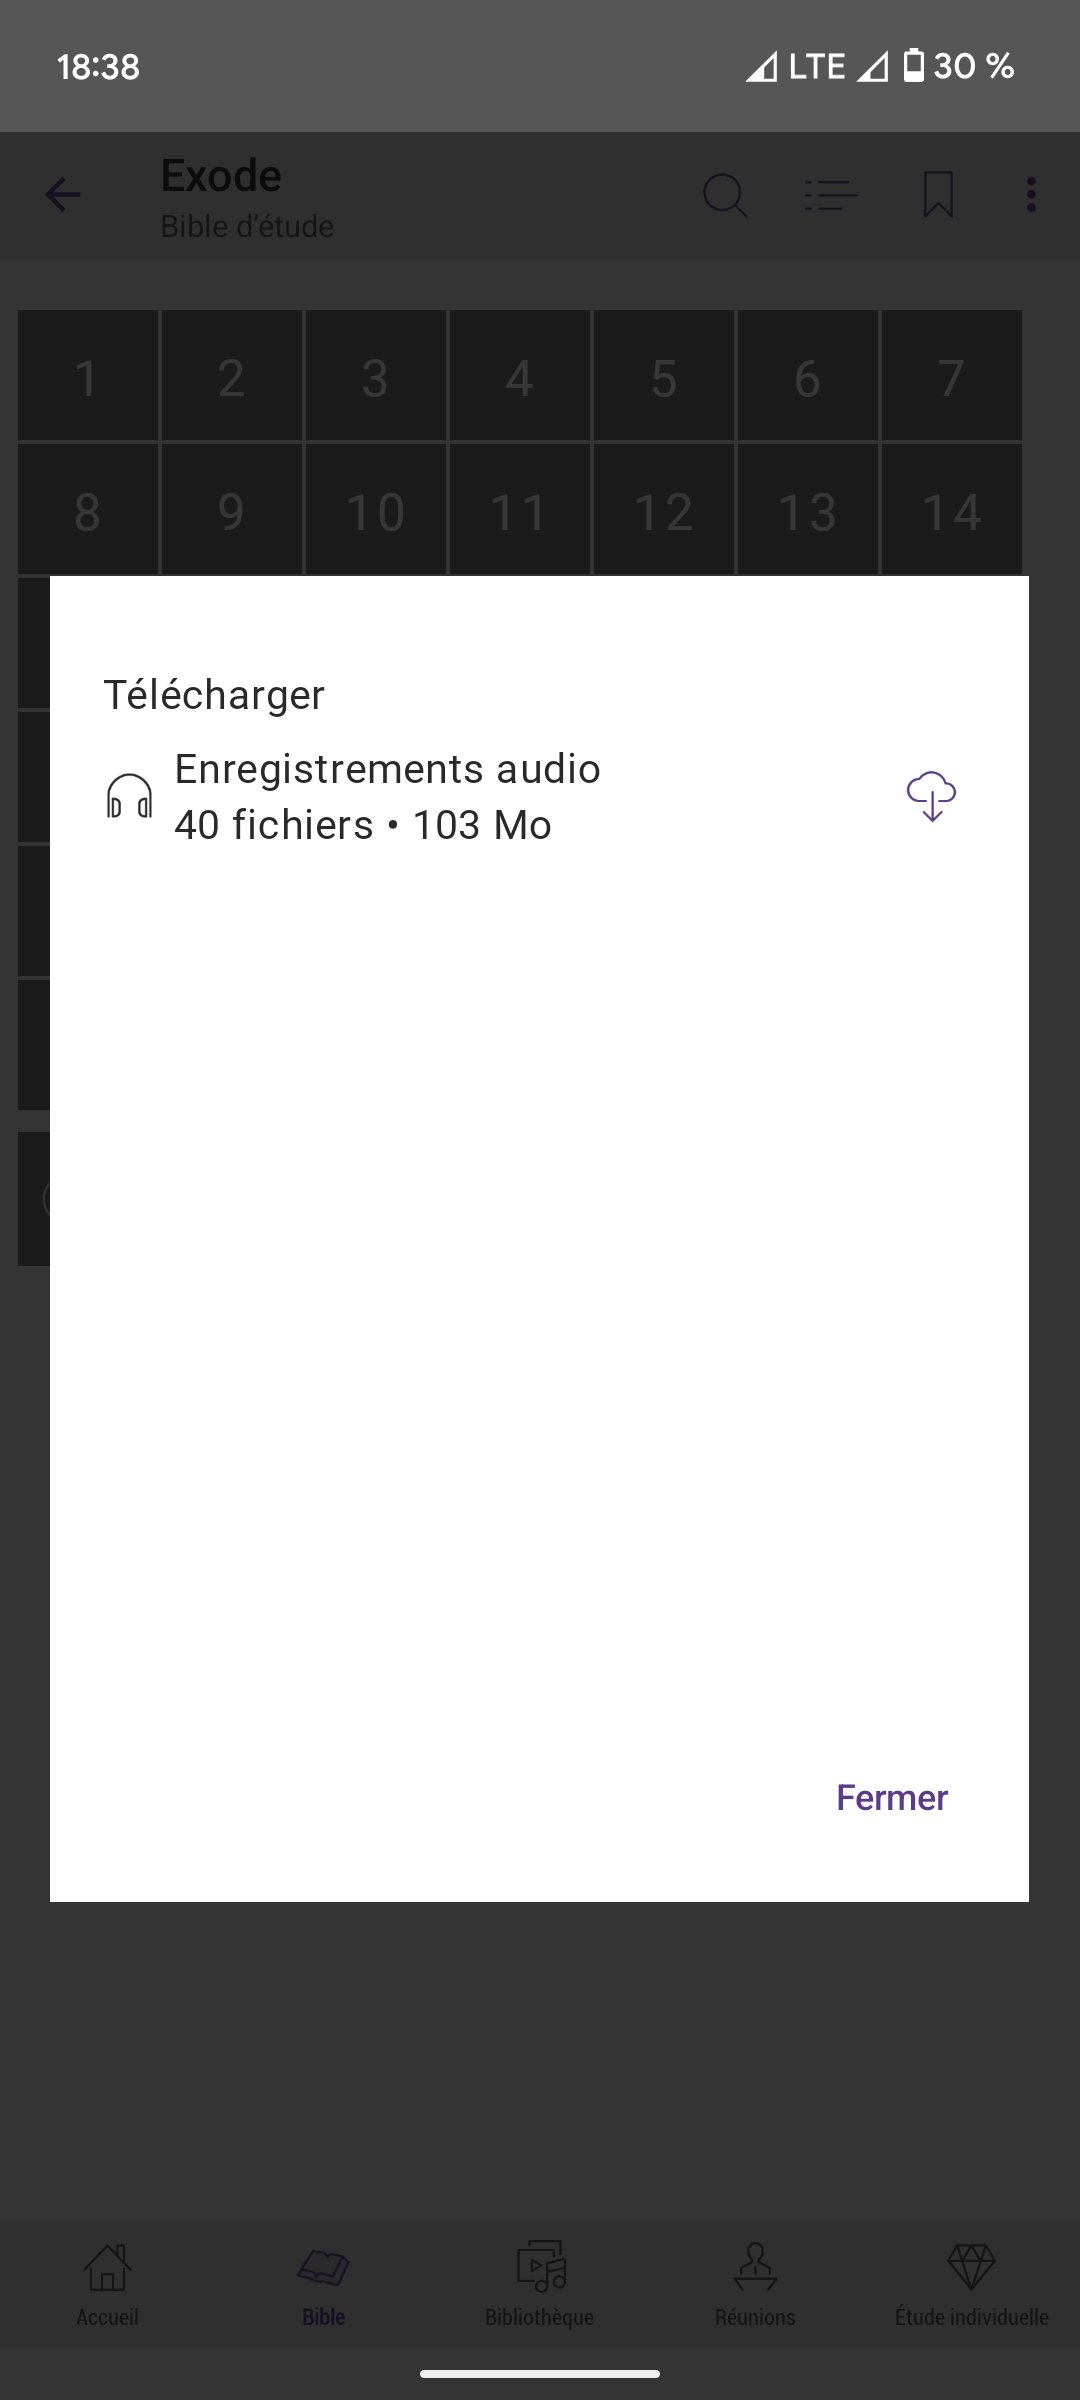 18:38
LTE
30 %
Exode
Bible d’étude
1 2 3 4 5 6 7
8 9 10 11 12 13 14
Télécharger
Enregistrements audio
40 fichiers • 103 Mo
Fermer
Accueil
Bible
Bibliothèque
Réunions
Étude individuelle